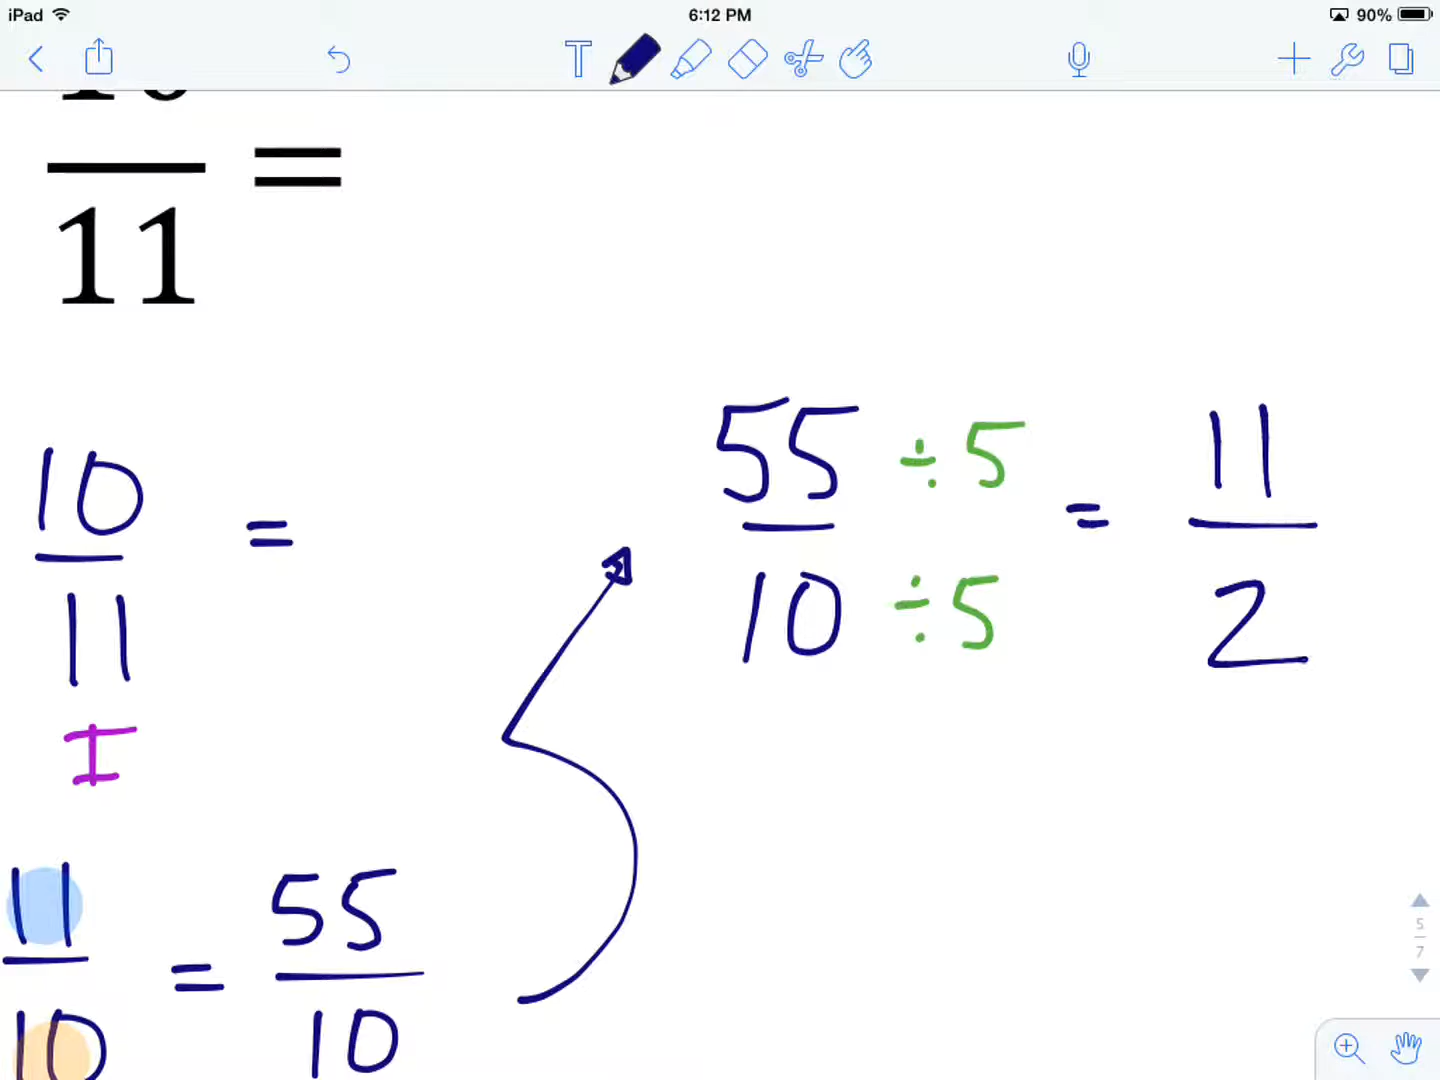 iPad 6:12 PM 90%
T
10
11 =
10
11 =
I
11
10 = 55
10
55 ÷ 5
10 ÷ 5 = 11
2
5
7